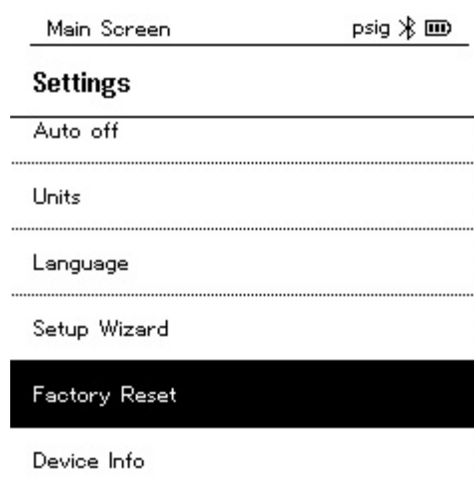 Main Screen psig
Settings
Auto off
Units
Language
Setup Wizard
Factory Reset
Device Info